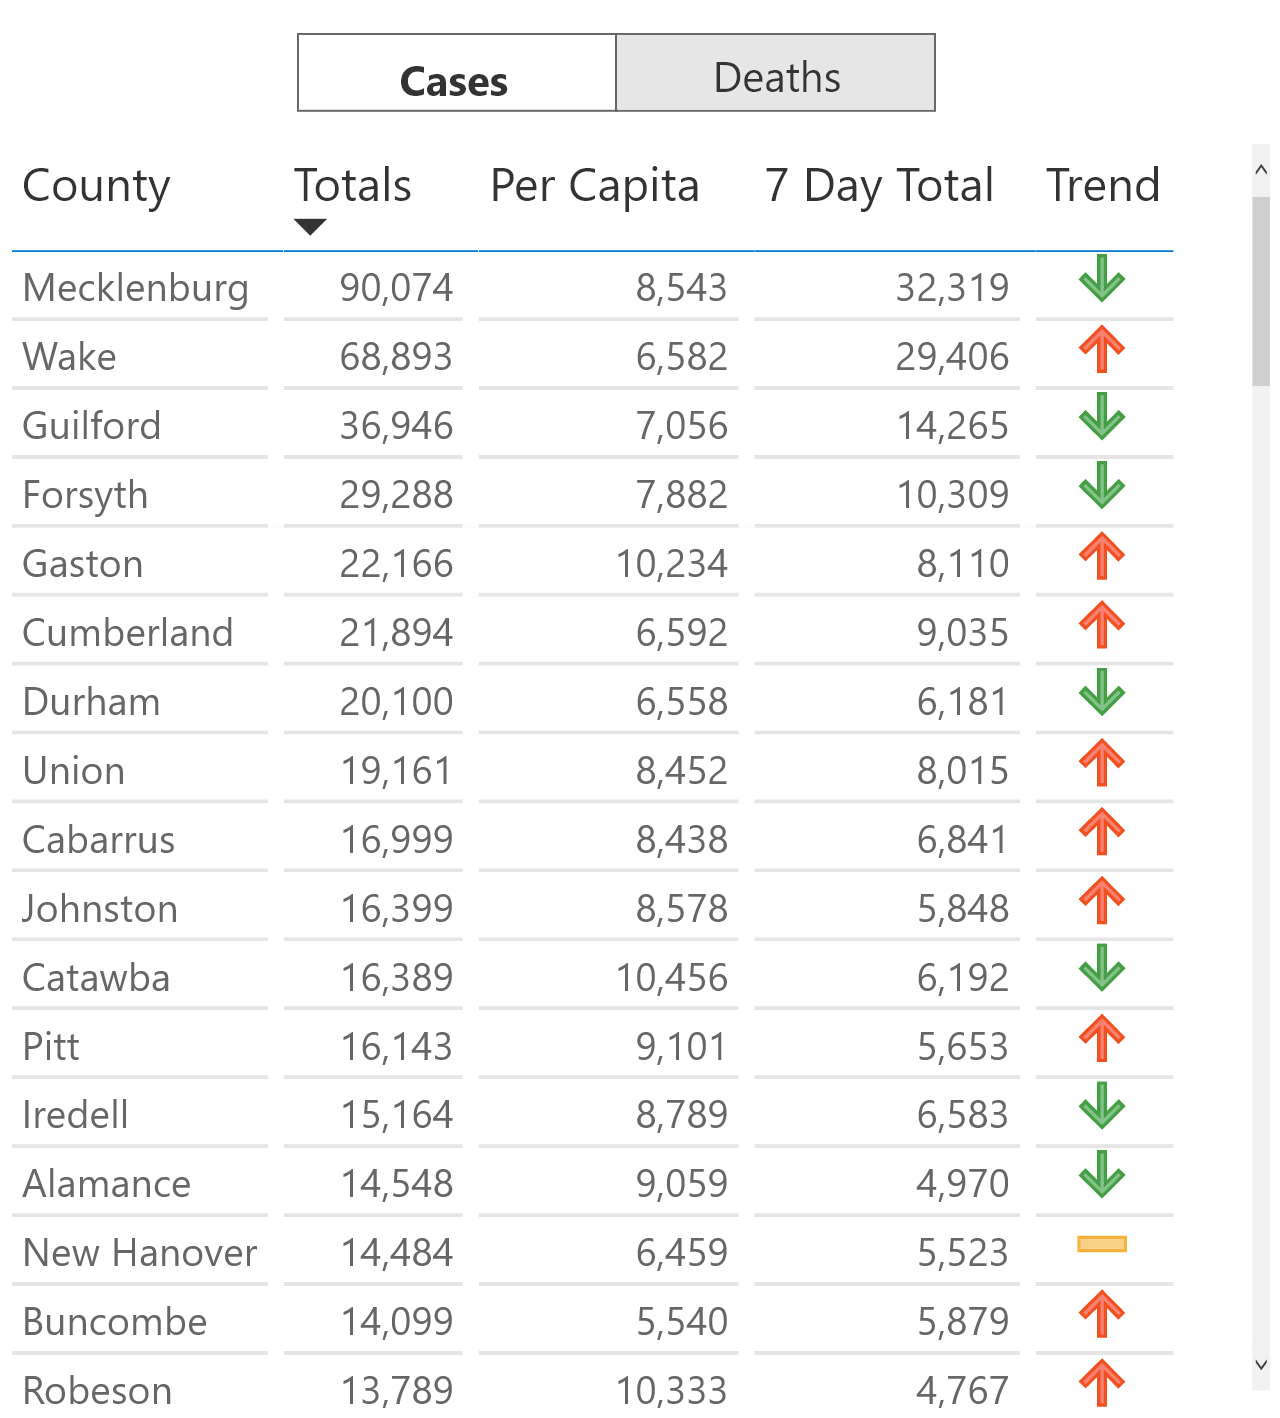 Cases Deaths
County Totals Per Capita 7 Day Total Trend
Mecklenburg 90,074 8,543 32,319
Wake 68,893 6,582 29,406
Guilford 36,946 7,056 14,265
Forsyth 29,288 7,882 10,309
Gaston 22,166 10,234 8,110
Cumberland 21,894 6,592 9,035
Durham 20,100 6,558 6,181
Union 19,161 8,452 8,015
Cabarrus 16,999 8,438 6,841
Johnston 16,399 8,578 5,848
Catawba 16,389 10,456 6,192
Pitt 16,143 9,101 5,653
Iredell 15,164 8,789 6,583
Alamance 14,548 9,059 4,970
New Hanover 14,484 6,459 5,523
Buncombe 14,099 5,540 5,879
Robeson 13,789 10,333 4,767